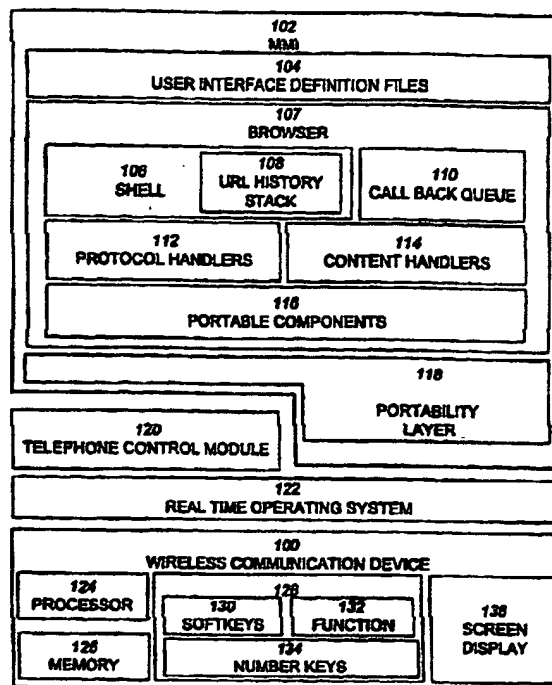 102
MMI
104
USER INTERFACE DEFINITION FILES
107
BROWSER
106
SHELL
108
URL HISTORY
STACK
110
CALL BACK QUEUE
112
PROTOCOL HANDLERS
114
CONTENT HANDLERS
116
PORTABLE COMPONENTS
118
PORTABILITY
LAYER
120
TELEPHONE CONTROL MODULE
122
REAL TIME OPERATING SYSTEM
100
WIRELESS COMMUNICATION DEVICE
124
PROCESSOR
126
MEMORY
128
130
SOFTKEYS
132
FUNCTION
134
NUMBER KEYS
136
SCREEN
DISPLAY